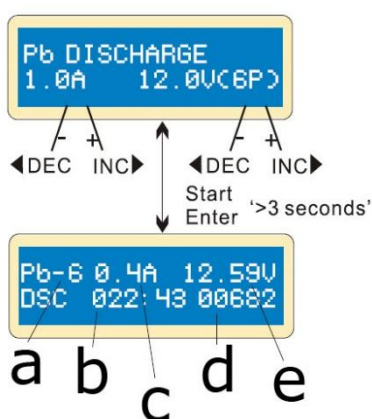 Pb DISCHARGE
1.0A 12.0V(6P)
- + - +
◀DEC INC▶ ◀DEC INC▶
Start
Enter '>3 seconds'
Pb-6 0.4A 12.59V
DSC 022:43 00682
a b c d e